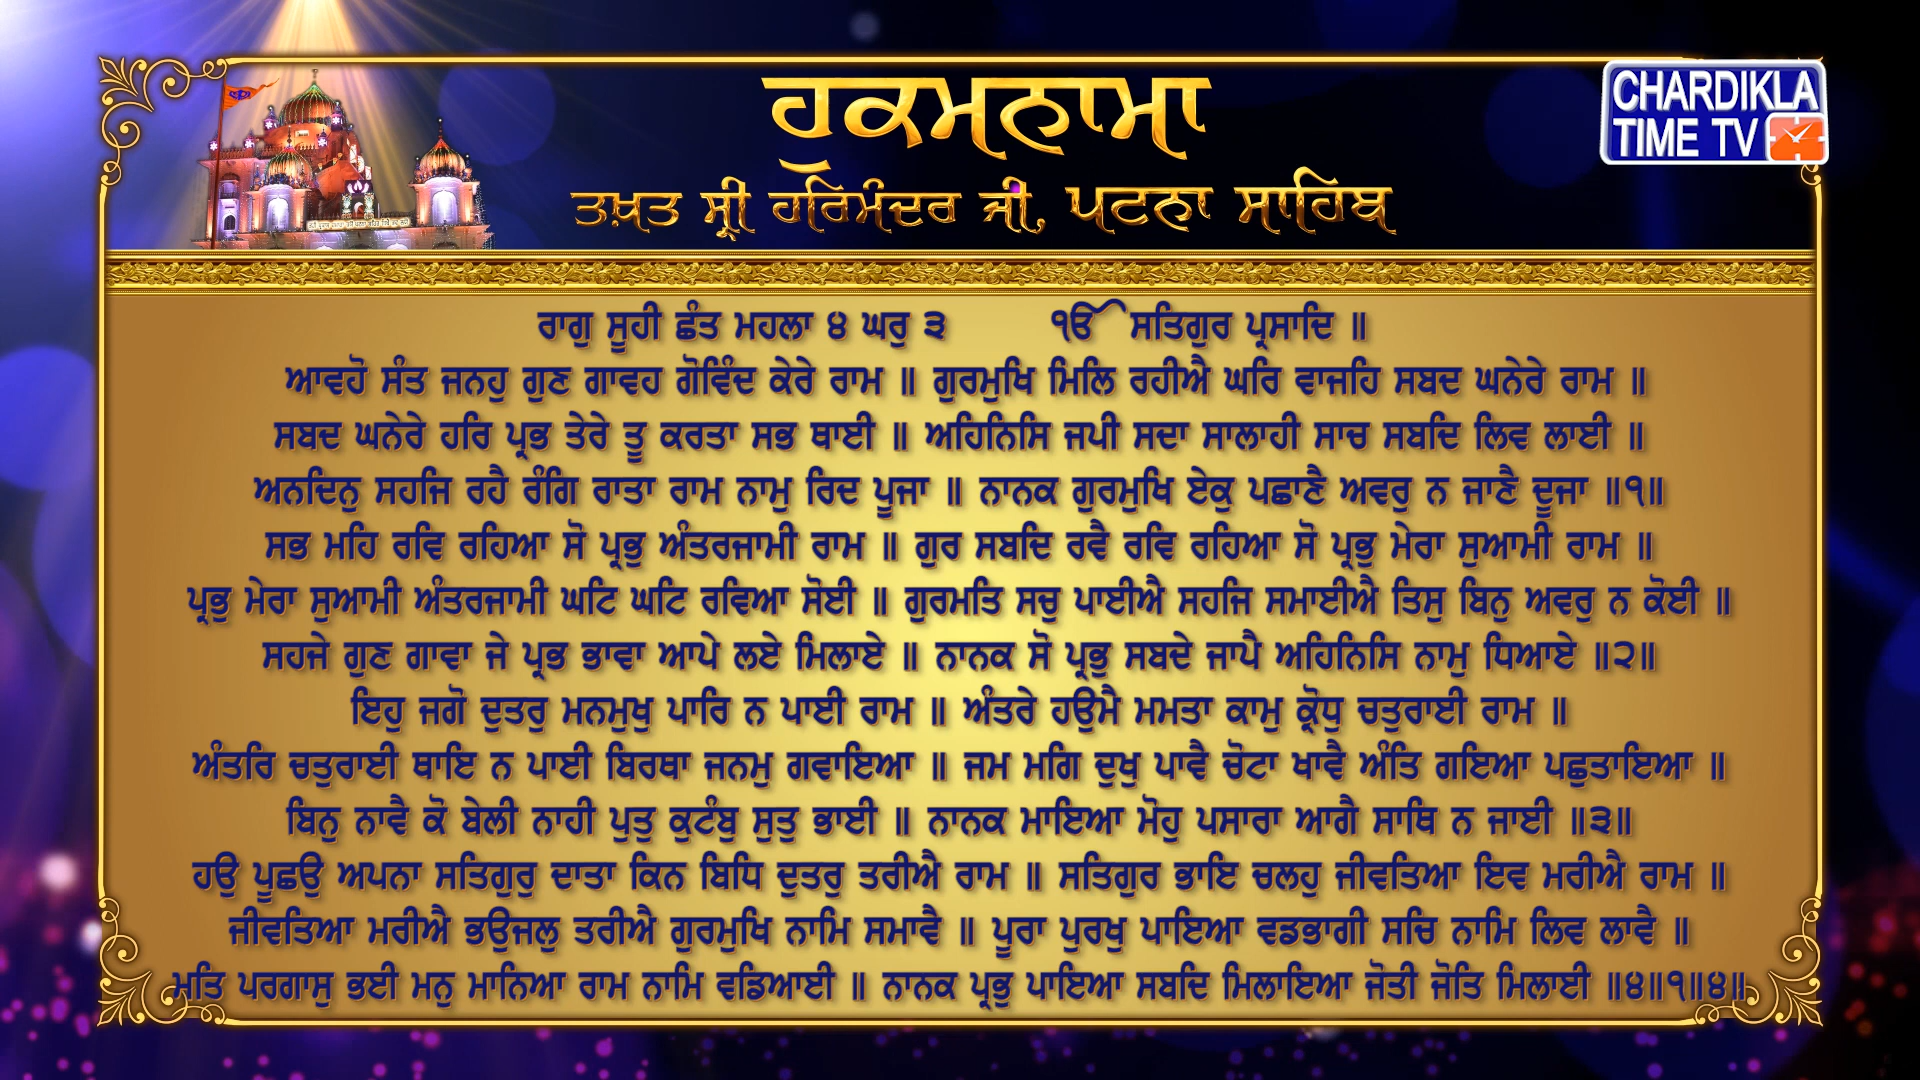 ਹੁਕਮਨਾਮਾ
CHARDIKLA
TIME TV
ਤਖ਼ਤ ਸ੍ਰੀ ਹਰਿਮੰਦਰ ਜੀ, ਪਟਨਾ ਸਾਹਿਬ
ਰਾਗੁ ਸੂਹੀ ਛੰਤ ਮਹਲਾ ੪ ਘਰੁ ੩ ੴ ਸਤਿਗੁਰ ਪ੍ਰਸਾਦਿ ॥
ਆਵਹੋ ਸੰਤ ਜਨਹੁ ਗੁਣ ਗਾਵਹ ਗੋਵਿੰਦ ਕੇਰੇ ਰਾਮ ॥ ਗੁਰਮੁਖਿ ਮਿਲਿ ਰਹੀਐ ਘਰਿ ਵਾਜਹਿ ਸਬਦ ਘਨੇਰੇ ਰਾਮ ॥
ਸਬਦ ਘਨੇਰੇ ਹਰਿ ਪ੍ਰਭ ਤੇਰੇ ਤੂ ਕਰਤਾ ਸਭ ਥਾਈ ॥ ਅਹਿਨਿਸਿ ਜਪੀ ਸਦਾ ਸਾਲਾਹੀ ਸਾਚ ਸਬਦਿ ਲਿਵ ਲਾਈ ॥
ਅਨਦਿਨੁ ਸਹਜਿ ਰਹੈ ਰੰਗਿ ਰਾਤਾ ਰਾਮ ਨਾਮੁ ਰਿਦ ਪੂਜਾ ॥ ਨਾਨਕ ਗੁਰਮੁਖਿ ਏਕੁ ਪਛਾਣੈ ਅਵਰੁ ਨ ਜਾਣੈ ਦੂਜਾ ॥੧॥
ਸਭ ਮਹਿ ਰਵਿ ਰਹਿਆ ਸੋ ਪ੍ਰਭੁ ਅੰਤਰਜਾਮੀ ਰਾਮ ॥ ਗੁਰ ਸਬਦਿ ਰਵੈ ਰਵਿ ਰਹਿਆ ਸੋ ਪ੍ਰਭੁ ਮੇਰਾ ਸੁਆਮੀ ਰਾਮ ॥
ਪ੍ਰਭੁ ਮੇਰਾ ਸੁਆਮੀ ਅੰਤਰਜਾਮੀ ਘਟਿ ਘਟਿ ਰਵਿਆ ਸੋਈ ॥ ਗੁਰਮਤਿ ਸਚੁ ਪਾਈਐ ਸਹਜਿ ਸਮਾਈਐ ਤਿਸੁ ਬਿਨੁ ਅਵਰੁ ਨ ਕੋਈ ॥
ਸਹਜੇ ਗੁਣ ਗਾਵਾ ਜੇ ਪ੍ਰਭ ਭਾਵਾ ਆਪੇ ਲਏ ਮਿਲਾਏ ॥ ਨਾਨਕ ਸੋ ਪ੍ਰਭੁ ਸਬਦੇ ਜਾਪੈ ਅਹਿਨਿਸਿ ਨਾਮੁ ਧਿਆਏ ॥੨॥
ਇਹੁ ਜਗੋ ਦੁਤਰੁ ਮਨਮੁਖੁ ਪਾਰਿ ਨ ਪਾਈ ਰਾਮ ॥ ਅੰਤਰੇ ਹਉਮੈ ਮਮਤਾ ਕਾਮੁ ਕ੍ਰੋਧੁ ਚਤੁਰਾਈ ਰਾਮ ॥
ਅੰਤਰਿ ਚਤੁਰਾਈ ਥਾਇ ਨ ਪਾਈ ਬਿਰਥਾ ਜਨਮੁ ਗਵਾਇਆ ॥ ਜਮ ਮਗਿ ਦੁਖੁ ਪਾਵੈ ਚੋਟਾ ਖਾਵੈ ਅੰਤਿ ਗਇਆ ਪਛੁਤਾਇਆ ॥
ਬਿਨੁ ਨਾਵੈ ਕੋ ਬੇਲੀ ਨਾਹੀ ਪੁਤੁ ਕੁਟੰਬੁ ਸੁਤੁ ਭਾਈ ॥ ਨਾਨਕ ਮਾਇਆ ਮੋਹੁ ਪਸਾਰਾ ਆਗੈ ਸਾਥਿ ਨ ਜਾਈ ॥੩॥
ਹਉ ਪੂਛਉ ਅਪਨਾ ਸਤਿਗੁਰੁ ਦਾਤਾ ਕਿਨ ਬਿਧਿ ਦੁਤਰੁ ਤਰੀਐ ਰਾਮ ॥ ਸਤਿਗੁਰ ਭਾਇ ਚਲਹੁ ਜੀਵਤਿਆ ਇਵ ਮਰੀਐ ਰਾਮ ॥
ਜੀਵਤਿਆ ਮਰੀਐ ਭਉਜਲੁ ਤਰੀਐ ਗੁਰਮੁਖਿ ਨਾਮਿ ਸਮਾਵੈ ॥ ਪੂਰਾ ਪੁਰਖੁ ਪਾਇਆ ਵਡਭਾਗੀ ਸਚਿ ਨਾਮਿ ਲਿਵ ਲਾਵੈ ॥
ਮਤਿ ਪਰਗਾਸੁ ਭਈ ਮਨੁ ਮਾਨਿਆ ਰਾਮ ਨਾਮਿ ਵਡਿਆਈ ॥ ਨਾਨਕ ਪ੍ਰਭੁ ਪਾਇਆ ਸਬਦਿ ਮਿਲਾਇਆ ਜੋਤੀ ਜੋਤਿ ਮਿਲਾਈ ॥੪॥੧॥੪॥